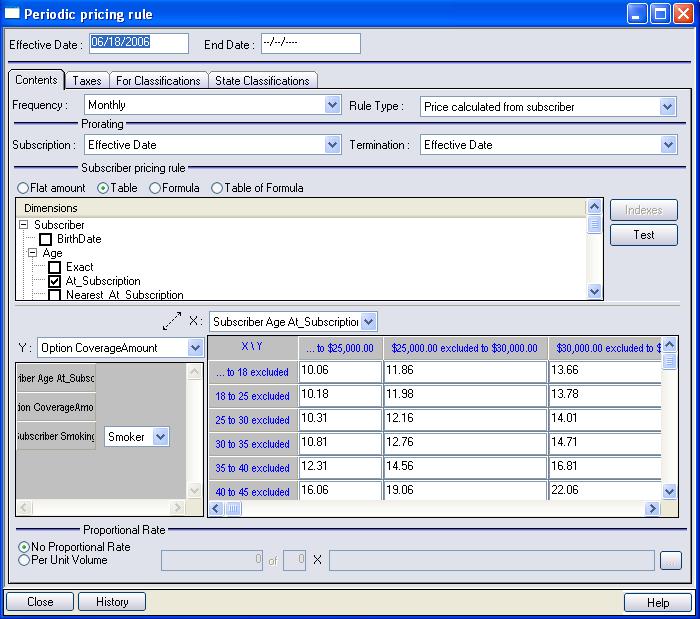 Periodic pricing rule
Effective Date : 06/18/2006 End Date : --/--/----
Contents Taxes For Classifications State Classifications
Frequency : Monthly Rule Type : Price calculated from subscriber
Prorating
Subscription : Effective Date Termination : Effective Date
Subscriber pricing rule
Flat amount Table Formula Table of Formula
Dimensions
Indexes
Subscriber
BirthDate
Test
Age
Exact
At_Subscription
Nearest_At_Subscription
X : Subscriber Age At_Subscription
Y : Option CoverageAmount
X \ Y ... to $25,000.00 $25,000.00 excluded to $30,000.00 $30,000.00 excluded to $
... to 18 excluded 10.06 11.86 13.66
riber Age At_Subsc
18 to 25 excluded 10.18 11.98 13.78
ion CoverageAmo
25 to 30 excluded 10.31 12.16 14.01
Subscriber Smoking Smoker
30 to 35 excluded 10.81 12.76 14.71
35 to 40 excluded 12.31 14.56 16.81
40 to 45 excluded 16.06 19.06 22.06
Proportional Rate
No Proportional Rate
Per Unit Volume 0 of 0 X ...
Close History Help